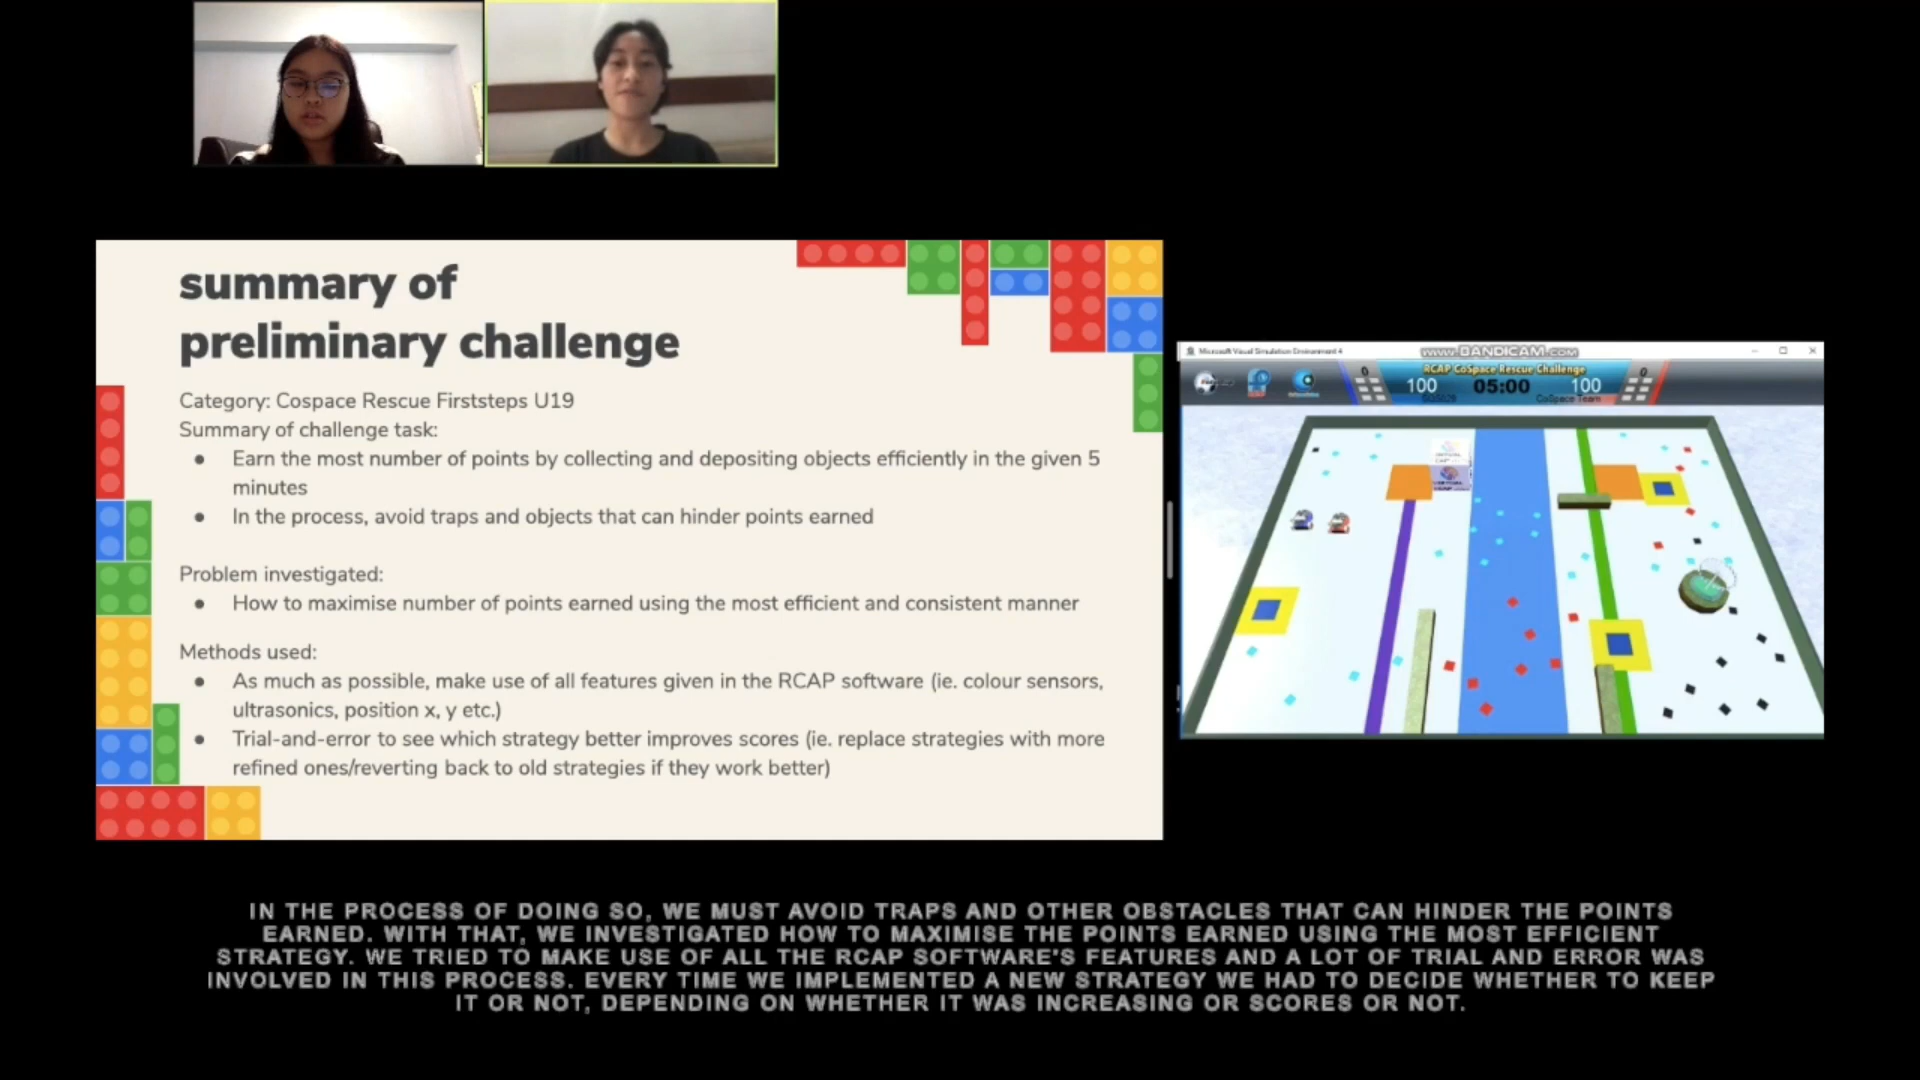 summary of
preliminary challenge
Category: Cospace Rescue Firststeps U19
Summary of challenge task:
● Earn the most number of points by collecting and depositing objects efficiently in the given 5
minutes
● In the process, avoid traps and objects that can hinder points earned
Problem investigated:
● How to maximise number of points earned using the most efficient and consistent manner
Methods used:
● As much as possible, make use of all features given in the RCAP software (ie. colour sensors,
ultrasonics, position x, y etc.)
● Trial-and-error to see which strategy better improves scores (ie. replace strategies with more
refined ones/reverting back to old strategies if they work better)
Microsoft Visual Simulation Environment 4
www.BANDICAM.com
RCAP CoSpace Rescue Challenge
0 100 05:00 100 0
CoSpace Team
IN THE PROCESS OF DOING SO, WE MUST AVOID TRAPS AND OTHER OBSTACLES THAT CAN HINDER THE POINTS
EARNED. WITH THAT, WE INVESTIGATED HOW TO MAXIMISE THE POINTS EARNED USING THE MOST EFFICIENT
STRATEGY. WE TRIED TO MAKE USE OF ALL THE RCAP SOFTWARE'S FEATURES AND A LOT OF TRIAL AND ERROR WAS
INVOLVED IN THIS PROCESS. EVERY TIME WE IMPLEMENTED A NEW STRATEGY WE HAD TO DECIDE WHETHER TO KEEP
IT OR NOT, DEPENDING ON WHETHER IT WAS INCREASING OR SCORES OR NOT.